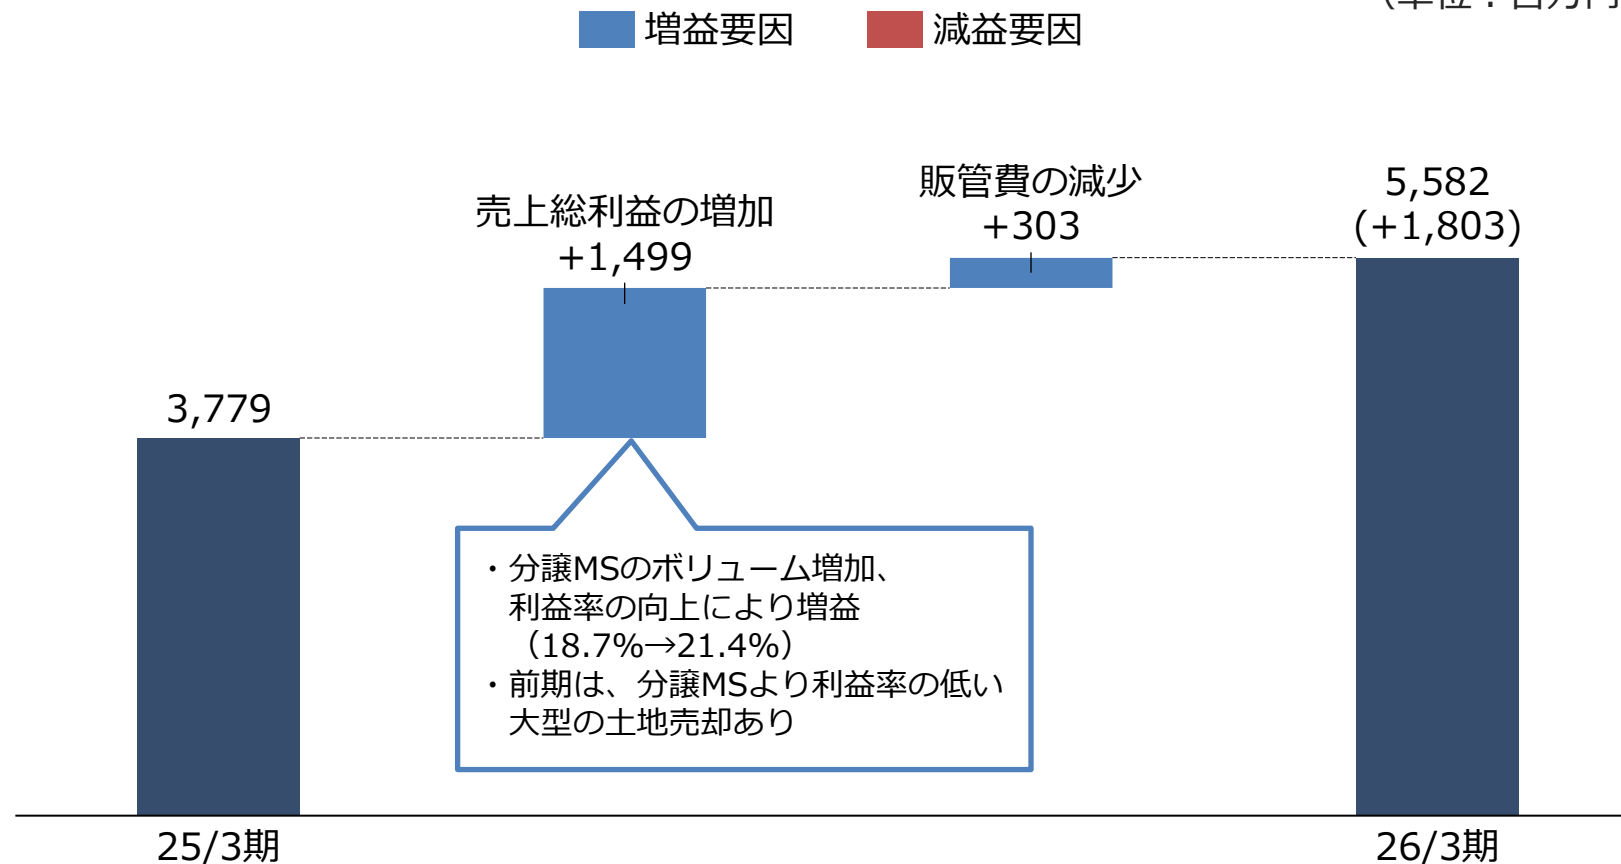 増益要因 減益要因
売上総利益の増加
+1,499
販管費の減少
+303
5,582
(+1,803)
3,779
・分譲MSのボリューム増加、
利益率の向上により増益
（18.7%→21.4%）
・前期は、分譲MSより利益率の低い
大型の土地売却あり
25/3期
26/3期